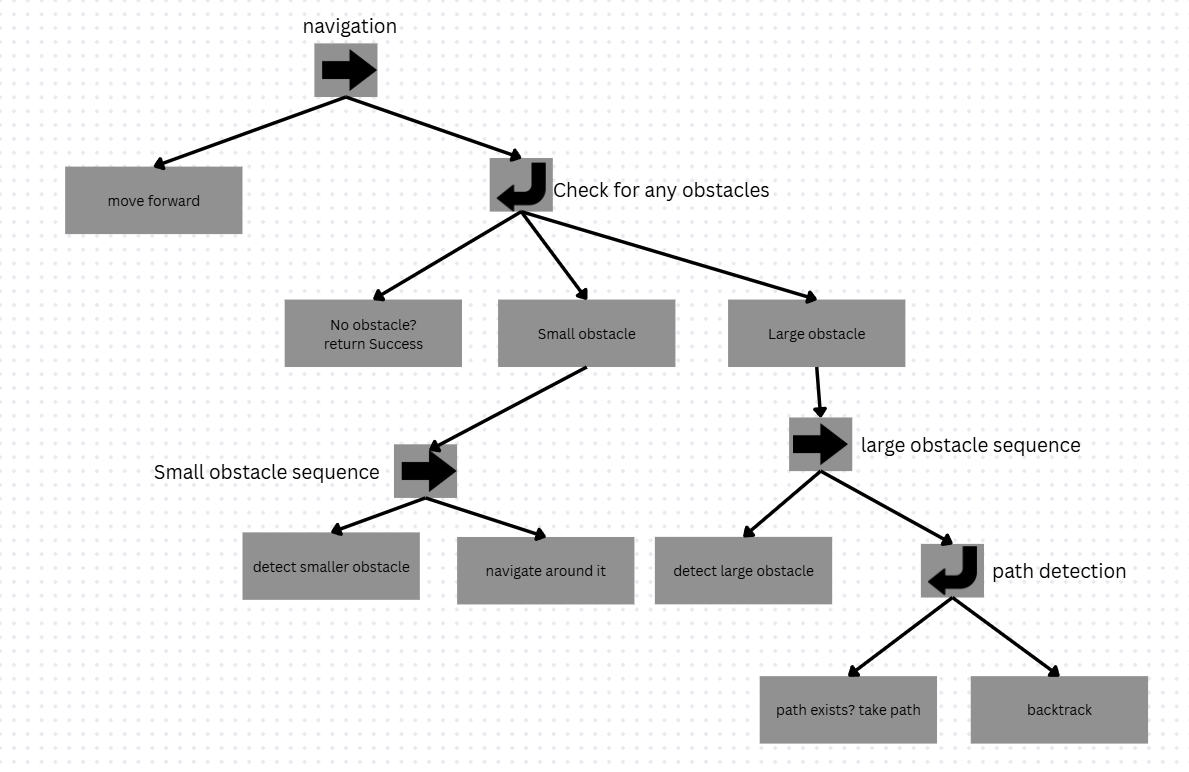 navigation
move forward
Check for any obstacles
No obstacle?
return Success
Small obstacle
Large obstacle
Small obstacle sequence
large obstacle sequence
detect smaller obstacle
navigate around it
detect large obstacle
path detection
path exists? take path
backtrack